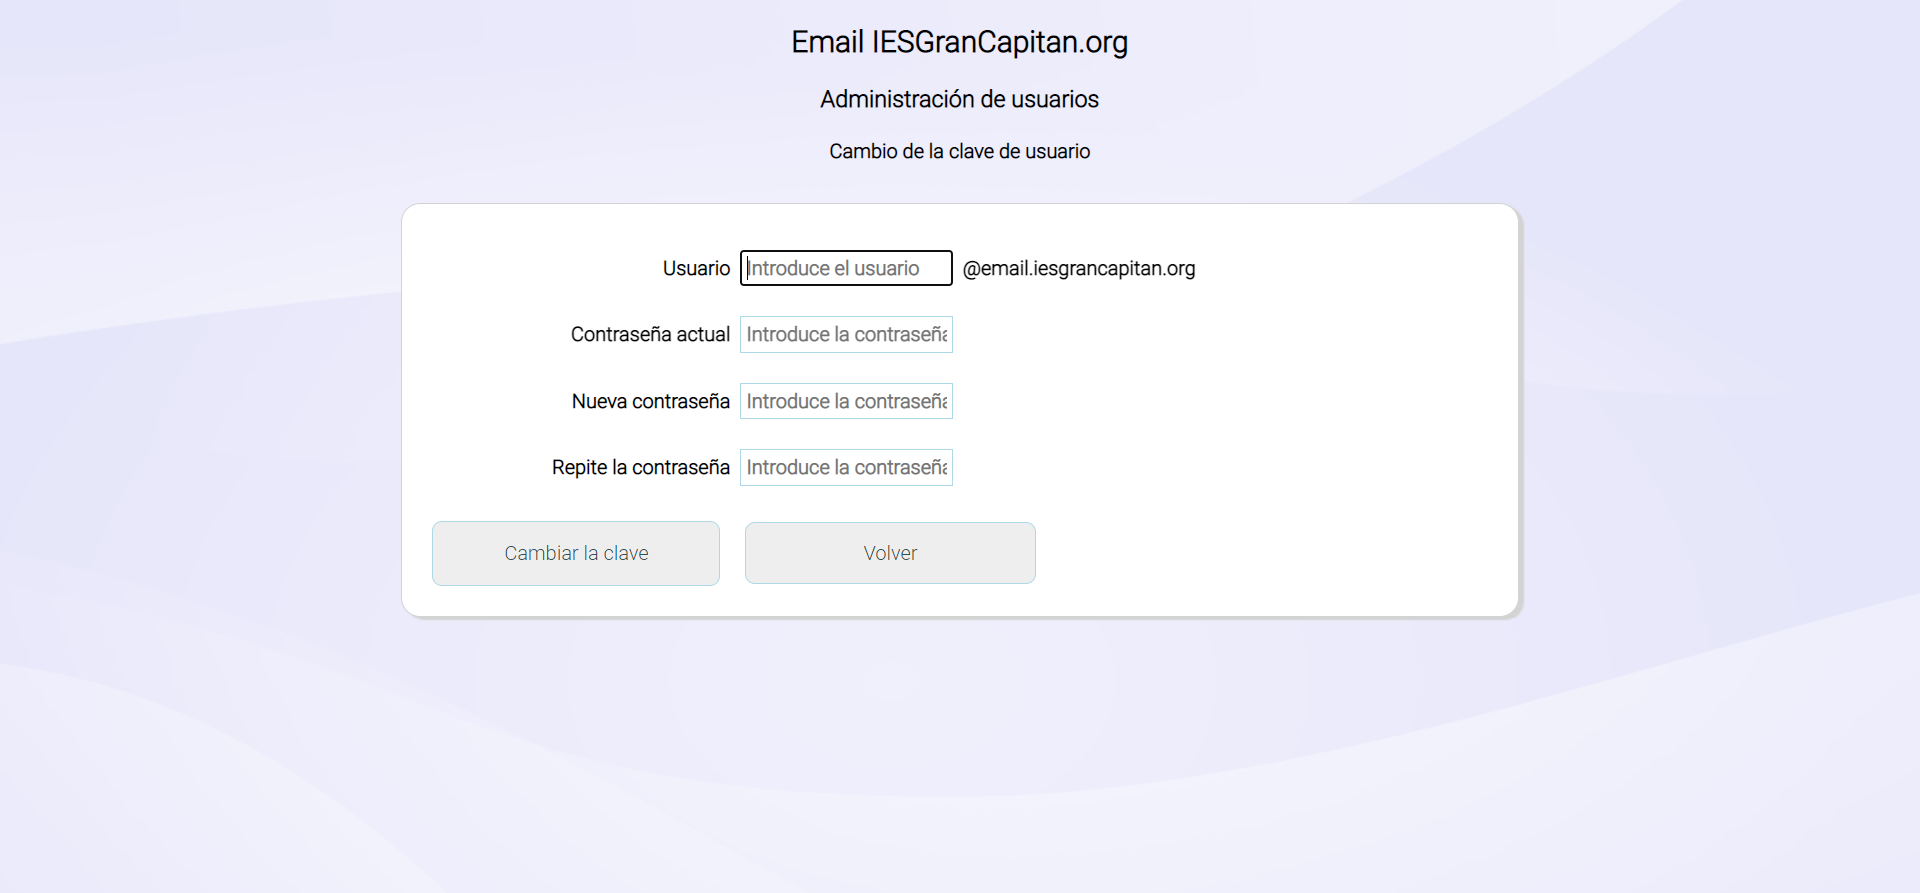 Email IESGranCapitan.org
Administración de usuarios
Cambio de la clave de usuario
Usuario Introduce el usuario @email.iesgrancapitan.org
Contraseña actual Introduce la contraseña
Nueva contraseña Introduce la contraseña
Repite la contraseña Introduce la contraseña
Cambiar la clave Volver